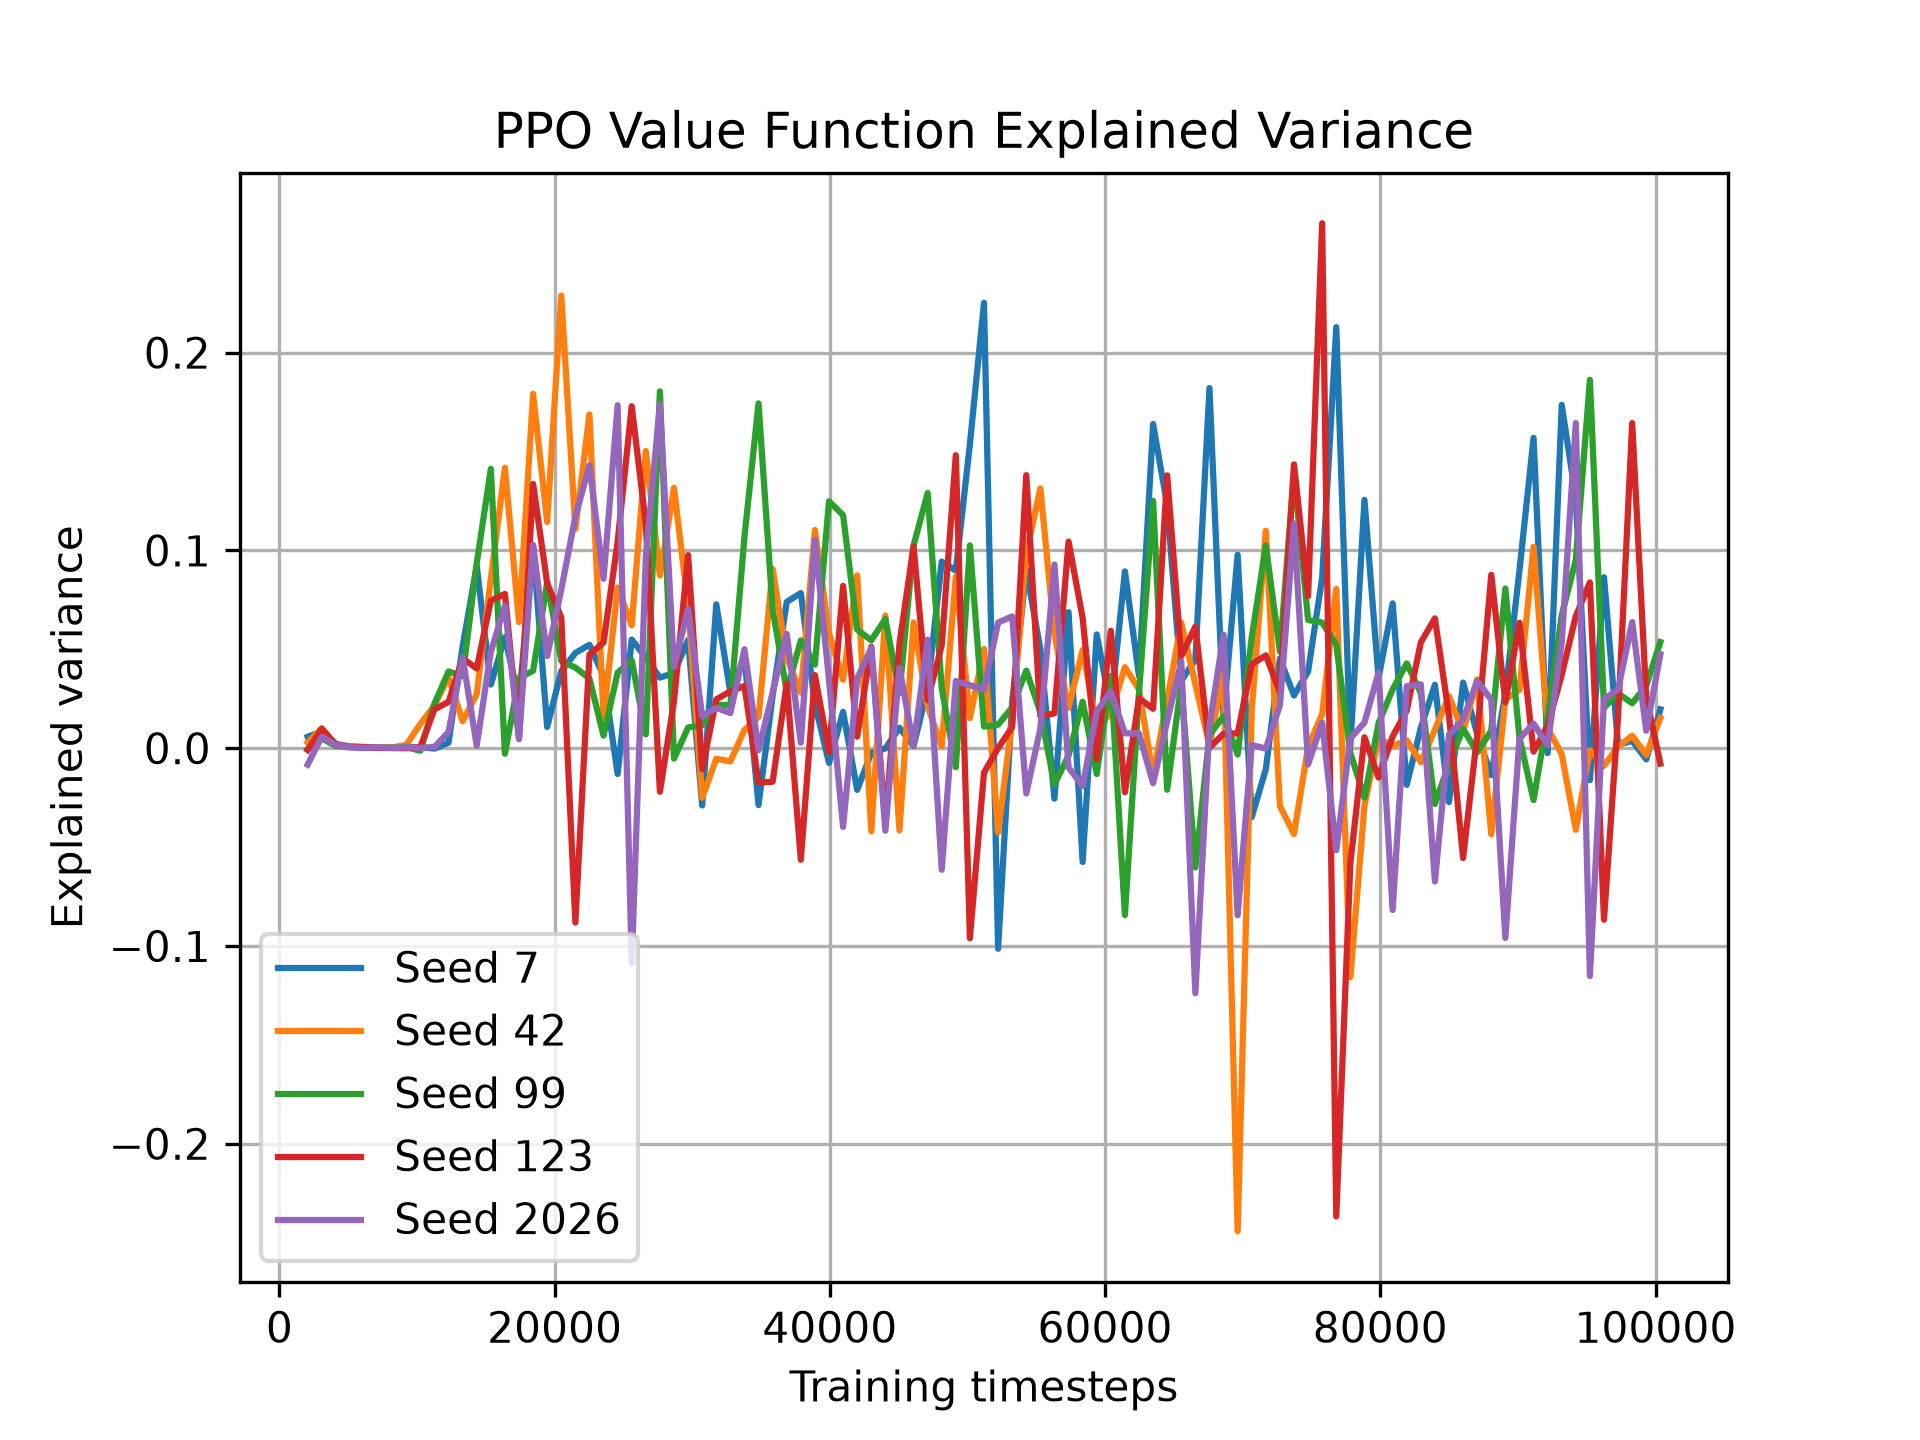 PPO Value Function Explained Variance
Explained variance
0.2
0.1
0.0
−0.1
−0.2
Seed 7
Seed 42
Seed 99
Seed 123
Seed 2026
0 20000 40000 60000 80000 100000
Training timesteps